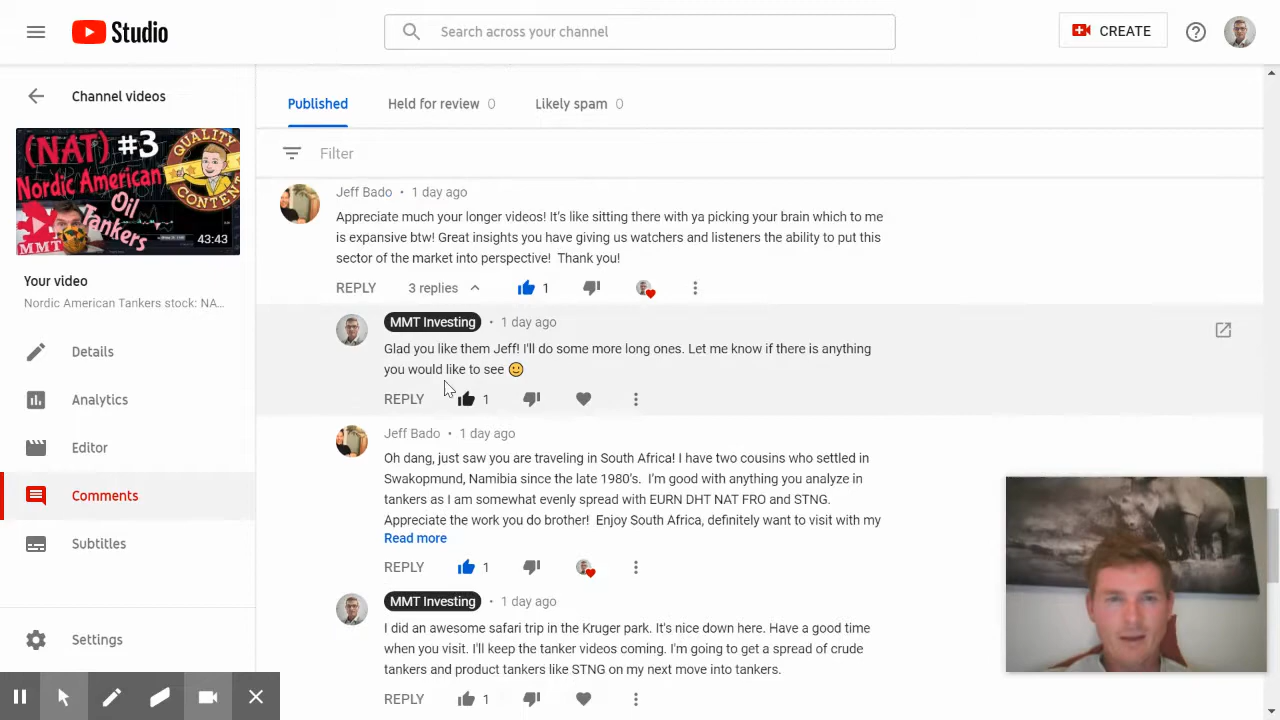 Studio
Search across your channel
CREATE
Channel videos
(NAT) #3
Nordic American
Oil
Tankers
QUALITY
CONTENT
MMT
43:43
Your video
Nordic American Tankers stock: NA...
Details
Analytics
Editor
Comments
Subtitles
Settings
Published
Held for review 0
Likely spam 0
Filter
Jeff Bado • 1 day ago
Appreciate much your longer videos! It's like sitting there with ya picking your brain which to me
is expansive btw! Great insights you have giving us watchers and listeners the ability to put this
sector of the market into perspective! Thank you!
REPLY 3 replies 1
MMT Investing • 1 day ago
Glad you like them Jeff! I'll do some more long ones. Let me know if there is anything
you would like to see
REPLY 1
Jeff Bado • 1 day ago
Oh dang, just saw you are traveling in South Africa! I have two cousins who settled in
Swakopmund, Namibia since the late 1980's. I'm good with anything you analyze in
tankers as I am somewhat evenly spread with EURN DHT NAT FRO and STNG.
Appreciate the work you do brother! Enjoy South Africa, definitely want to visit with my
Read more
REPLY 1
MMT Investing • 1 day ago
I did an awesome safari trip in the Kruger park. It's nice down here. Have a good time
when you visit. I'll keep the tanker videos coming. I'm going to get a spread of crude
tankers and product tankers like STNG on my next move into tankers.
REPLY 1